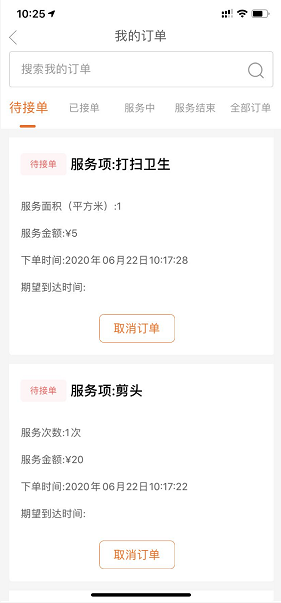 10:25
我的订单
搜索我的订单
待接单 已接单 服务中 服务结束 全部订单
待接单 服务项:打扫卫生
服务面积（平方米）:1
服务金额:¥5
下单时间:2020年06月22日10:17:28
期望到达时间:
取消订单
待接单 服务项:剪头
服务次数:1次
服务金额:¥20
下单时间:2020年06月22日10:17:22
期望到达时间:
取消订单